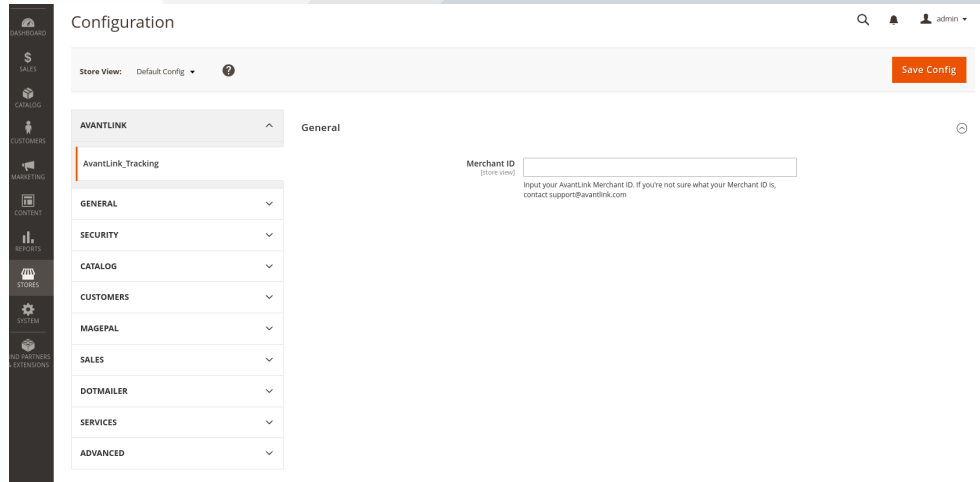 Configuration
admin
DASHBOARD
SALES
CATALOG
CUSTOMERS
MARKETING
CONTENT
REPORTS
STORES
SYSTEM
PARTNERS
EXTENSIONS
Store View:
Default Config
?
Save Config
AVANTLINK
AvantLink_Tracking
GENERAL
SECURITY
CATALOG
CUSTOMERS
MAGEPAL
SALES
DOTMAILER
SERVICES
ADVANCED
General
Merchant ID
[store view]
Input your AvantLink Merchant ID. If you're not sure what your Merchant ID is,
contact support@avantlink.com